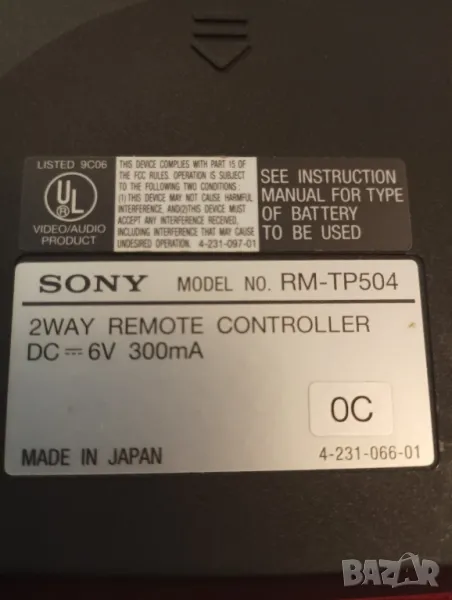 LISTED 9C06
UL
®
VIDEO/AUDIO
PRODUCT
THIS DEVICE COMPLIES WITH PART 15 OF
THE FCC RULES. OPERATION IS SUBJECT
TO THE FOLLOWING TWO CONDITIONS :
(1) THIS DEVICE MAY NOT CAUSE HARMFUL
INTERFERENCE, AND(2)THIS DEVICE MUST
ACCEPT ANY INTERFERENCE RECEIVED,
INCLUDING INTERFERENCE THAT MAY CAUSE
UNDESIRED OPERATION. 4-231-097-01
SEE INSTRUCTION
MANUAL FOR TYPE
OF BATTERY
TO BE USED
SONY MODEL NO. RM-TP504
2WAY REMOTE CONTROLLER
DC ⎓ 6V 300mA
0C
MADE IN JAPAN 4-231-066-01
BAZAR.bg